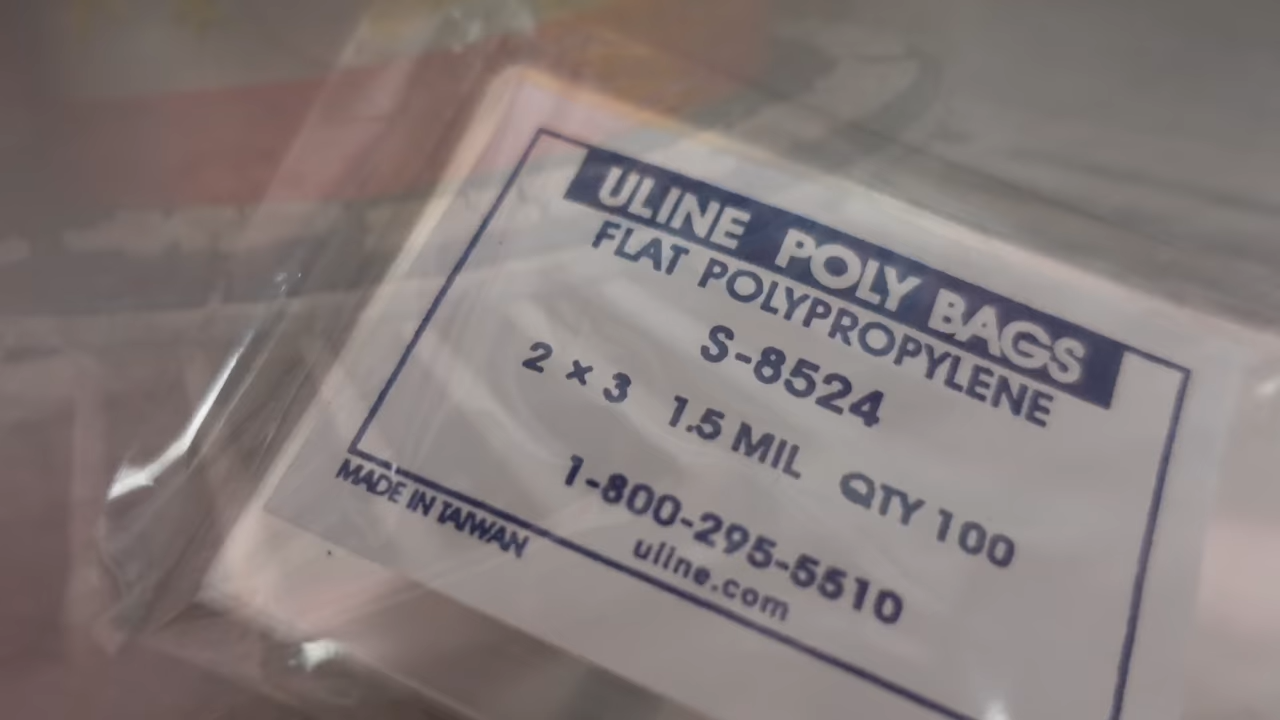 ULINE POLY BAGS
FLAT POLYPROPYLENE
S-8524
2 × 3 1.5 MIL QTY 100
1-800-295-5510
uline.com
MADE IN TAIWAN